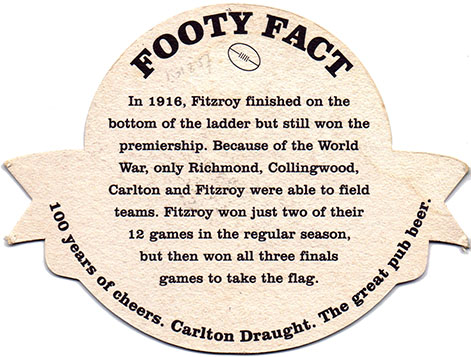 FOOTY FACT
In 1916, Fitzroy finished on the
bottom of the ladder but still won the
premiership. Because of the World
War, only Richmond, Collingwood,
Carlton and Fitzroy were able to field
teams. Fitzroy won just two of their
12 games in the regular season,
but then won all three finals
games to take the flag.
100 years of cheers. Carlton Draught. The great pub beer.